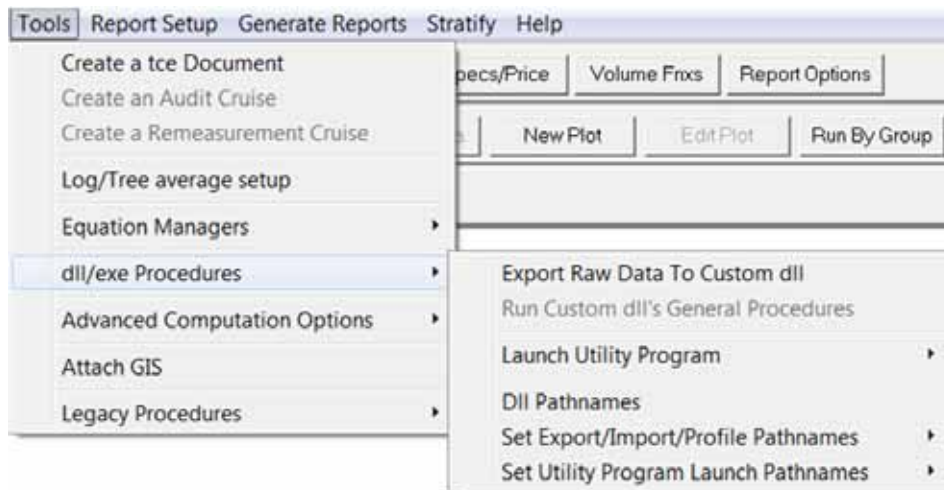 Tools Report Setup Generate Reports Stratify Help
Create a tce Document
Create an Audit Cruise
Create a Remeasurement Cruise
Log/Tree average setup
Equation Managers
dll/exe Procedures
Advanced Computation Options
Attach GIS
Legacy Procedures
pecs/Price Volume Fnxs Report Options
New Plot Edit Plot Run By Group
Export Raw Data To Custom dll
Run Custom dll's General Procedures
Launch Utility Program
Dll Pathnames
Set Export/Import/Profile Pathnames
Set Utility Program Launch Pathnames